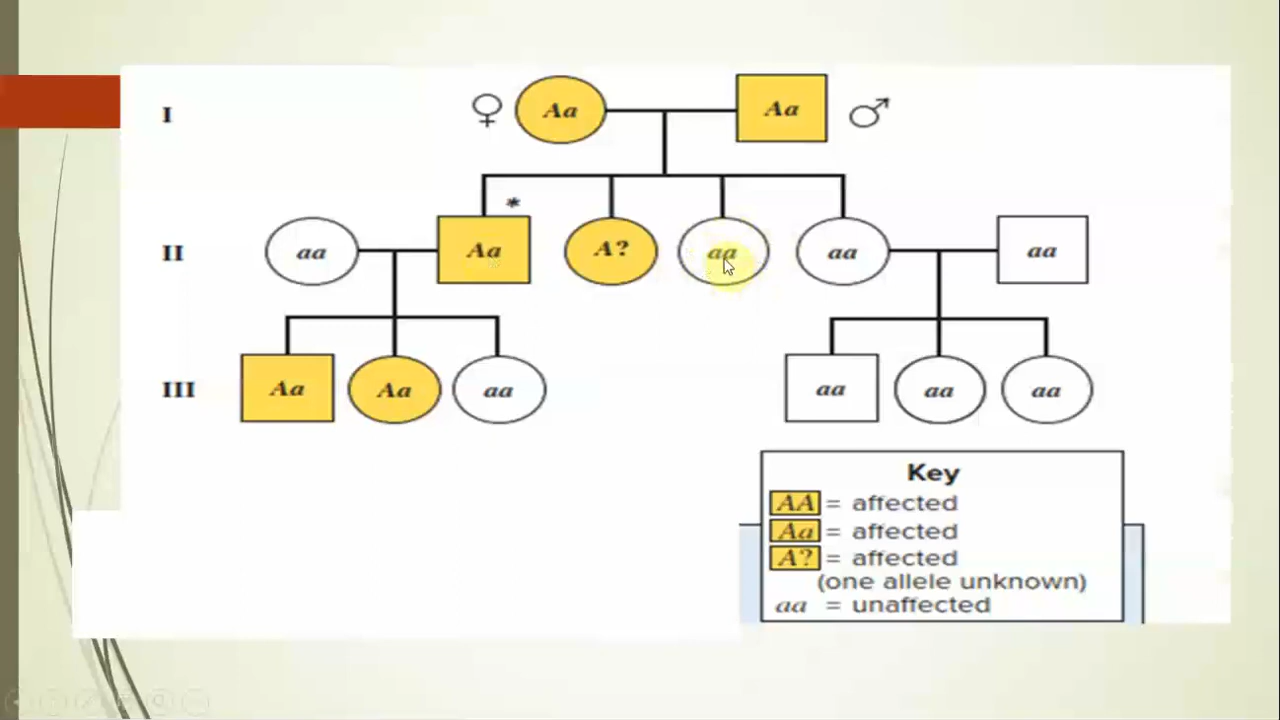 I
Aa
Aa
*
II
aa
Aa
A?
aa
aa
aa
III
Aa
Aa
aa
aa
aa
aa
Key
AA = affected
Aa = affected
A? = affected
(one allele unknown)
aa = unaffected